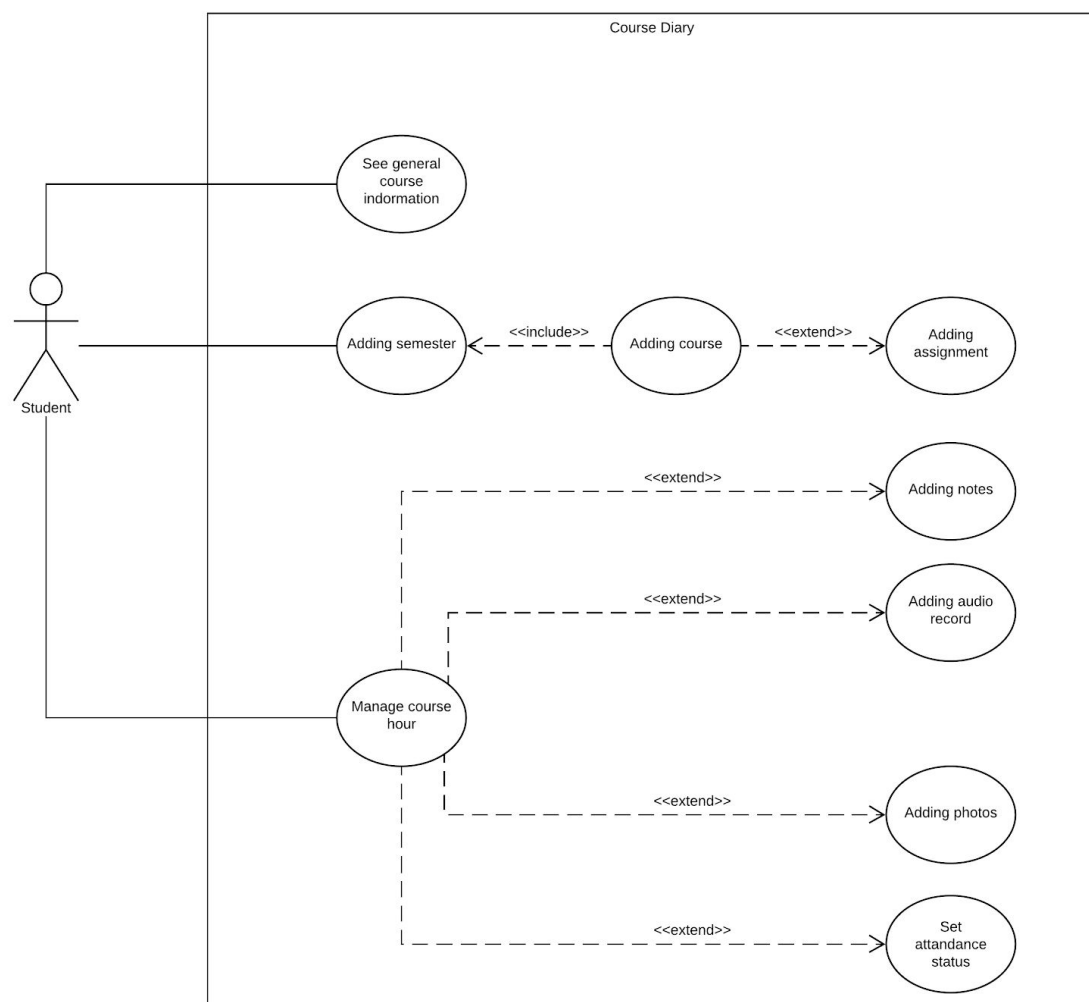 Course Diary
See general
course
indormation
Adding semester
<<include>>
Adding course
<<extend>>
Adding
assignment
Student
<<extend>>
Adding notes
<<extend>>
Adding audio
record
Manage course
hour
<<extend>>
Adding photos
<<extend>>
Set
attandance
status